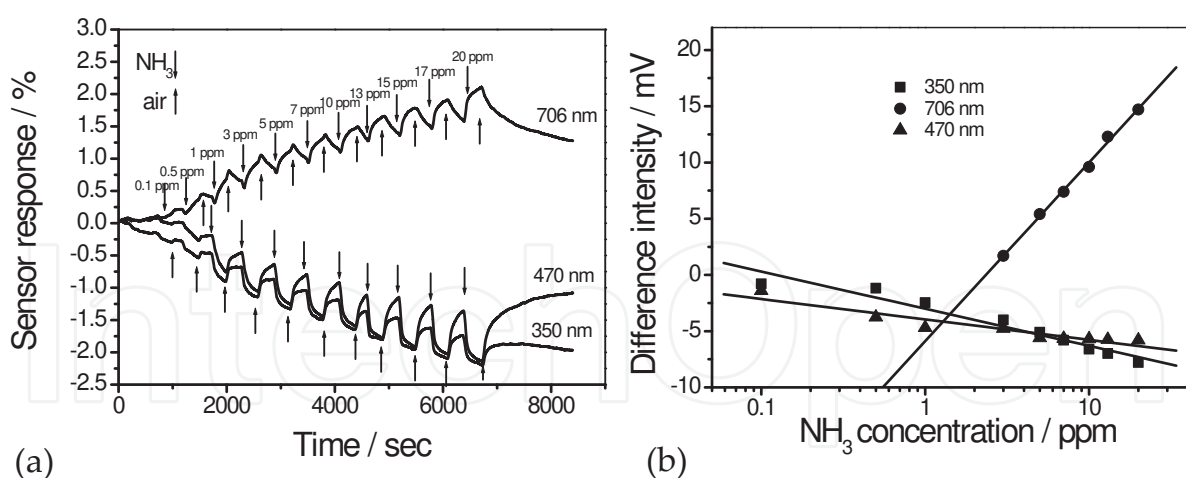 3.0
2.5
2.0
1.5
1.0
0.5
0.0
-0.5
-1.0
-1.5
-2.0
-2.5
Sensor response / %
NH3
air
0.1 ppm
0.5 ppm
1 ppm
3 ppm
5 ppm
7 ppm
10 ppm
13 ppm
15 ppm
17 ppm
20 ppm
706 nm
470 nm
350 nm
0 2000 4000 6000 8000
Time / sec
(a)
20
15
10
5
0
-5
-10
Difference intensity / mV
350 nm
706 nm
470 nm
0.1 1 10
NH3 concentration / ppm
(b)
IntechOpen